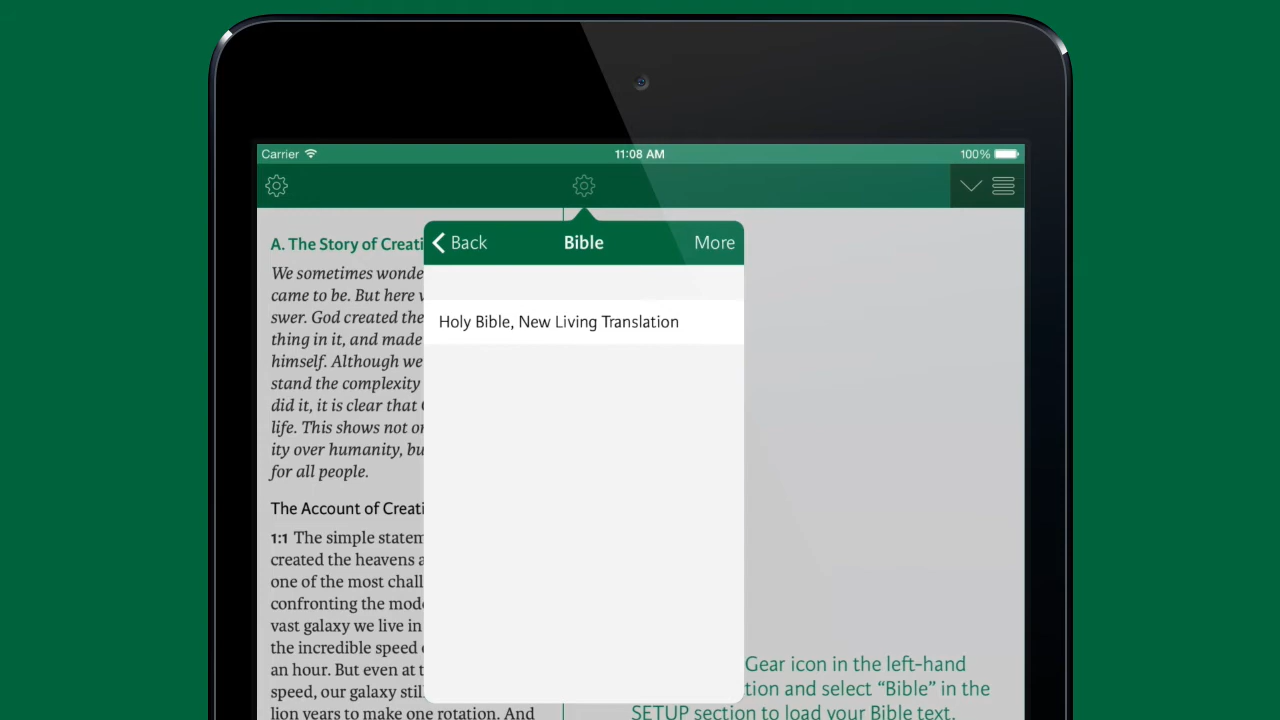 Carrier 11:08 AM 100%
Back Bible More
Holy Bible, New Living Translation
A. The Story of Creati
We sometimes wonde
came to be. But here
swer. God created the
thing in it, and made
himself. Although we
stand the complexity
did it, it is clear that
life. This shows not
ity over humanity,
for all people.
The Account of Creati
1:1 The simple statem
created the heavens
one of the most chall
confronting the mod
vast galaxy we live in
the incredible speed
an hour. But even at
speed, our galaxy still
lion years to make one rotation. And
Gear icon in the left-hand
tion and select “Bible” in the
SETUP section to load your Bible text.